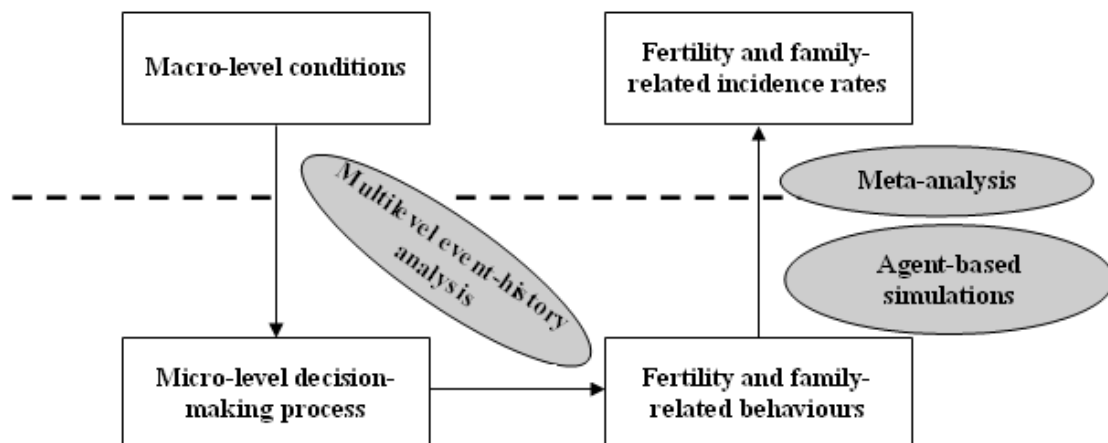 Macro-level conditions
Fertility and family-
related incidence rates
Multilevel event-history
analysis
Meta-analysis
Agent-based
simulations
Micro-level decision-
making process
Fertility and family-
related behaviours